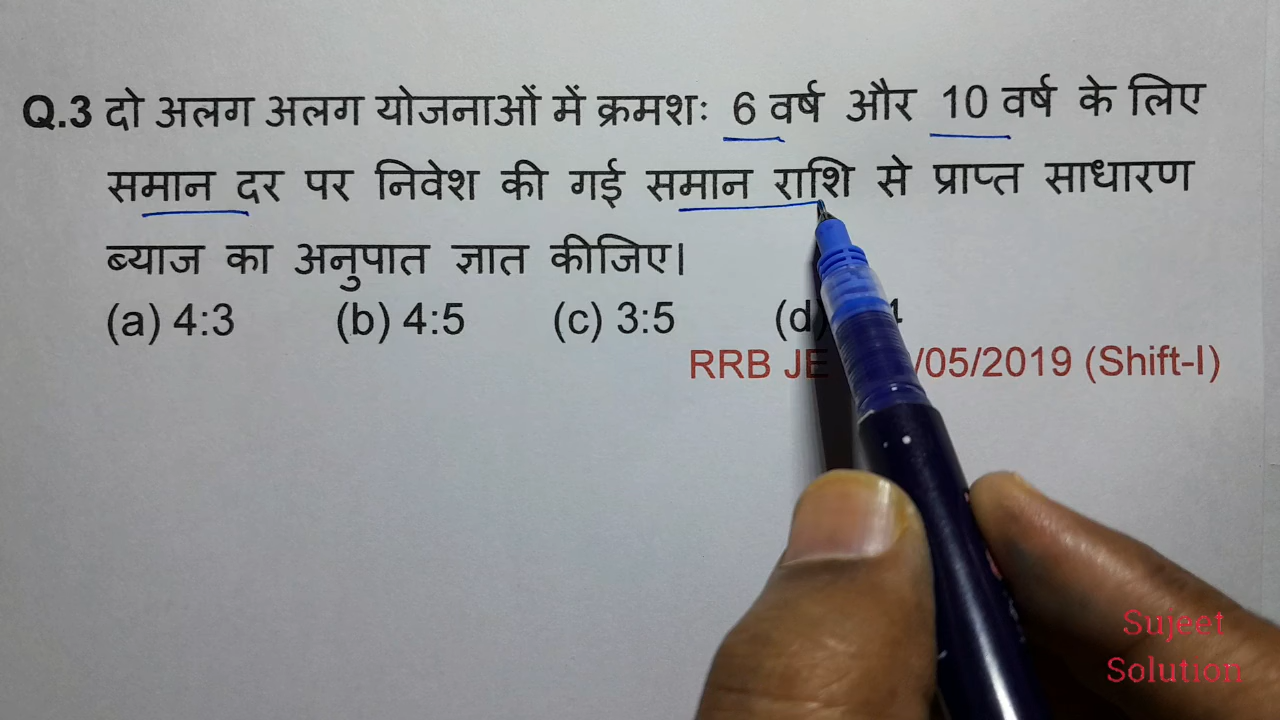 Q.3 दो अलग अलग योजनाओं में क्रमशः 6 वर्ष और 10 वर्ष के लिए
समान दर पर निवेश की गई समान राशि से प्राप्त साधारण
ब्याज का अनुपात ज्ञात कीजिए।
(a) 4:3 (b) 4:5 (c) 3:5 (d) 4
RRB JE /05/2019 (Shift-I)
Sujeet
Solution